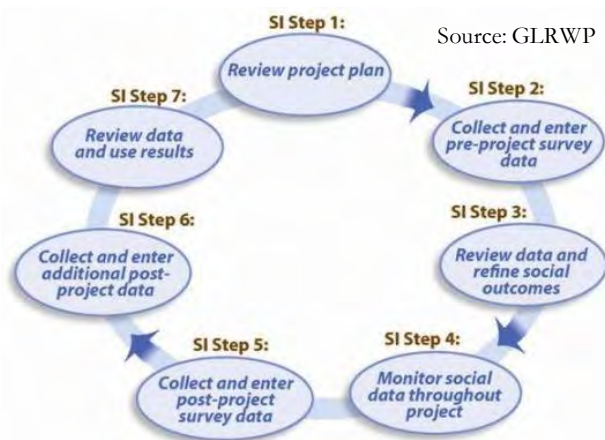 Source: GLRWP
SI Step 1:
Review project plan
SI Step 2:
Collect and enter
pre-project survey
data
SI Step 3:
Review data and
refine social
outcomes
SI Step 4:
Monitor social
data throughout
project
SI Step 5:
Collect and enter
post-project
survey data
SI Step 6:
Collect and enter
additional post-
project data
SI Step 7:
Review data
and use results